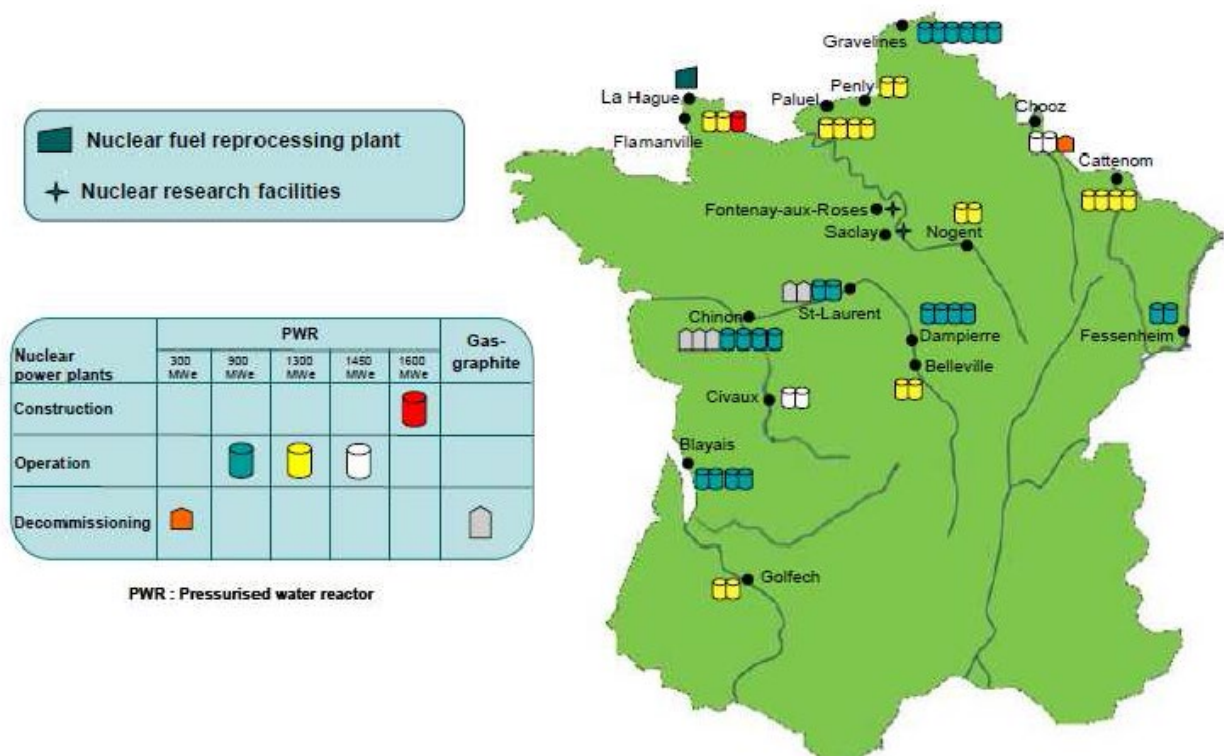 Nuclear fuel reprocessing plant
Nuclear research facilities
Nuclear
power plants
PWR
Gas-
graphite
300
MWe
900
MWe
1300
MWe
1450
MWe
1600
MWe
Construction
Operation
Decommissioning
PWR : Pressurised water reactor
Gravelines
Penly
La Hague
Paluel
Chooz
Flamanville
Cattenom
Fontenay-aux-Roses
Saclay
Nogent
Chinon
St-Laurent
Dampierre
Fessenheim
Belleville
Civaux
Blayais
Golfech